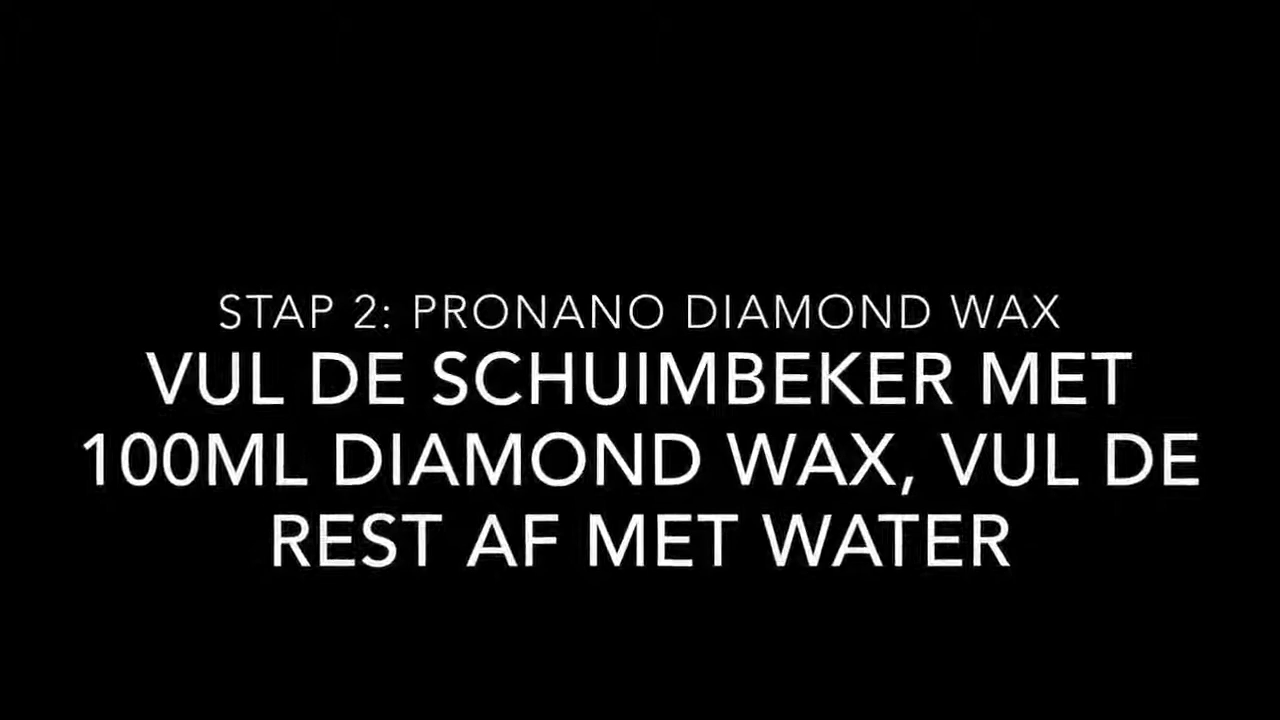 STAP 2: PRONANO DIAMOND WAX
VUL DE SCHUIMBEKER MET
100ML DIAMOND WAX, VUL DE
REST AF MET WATER